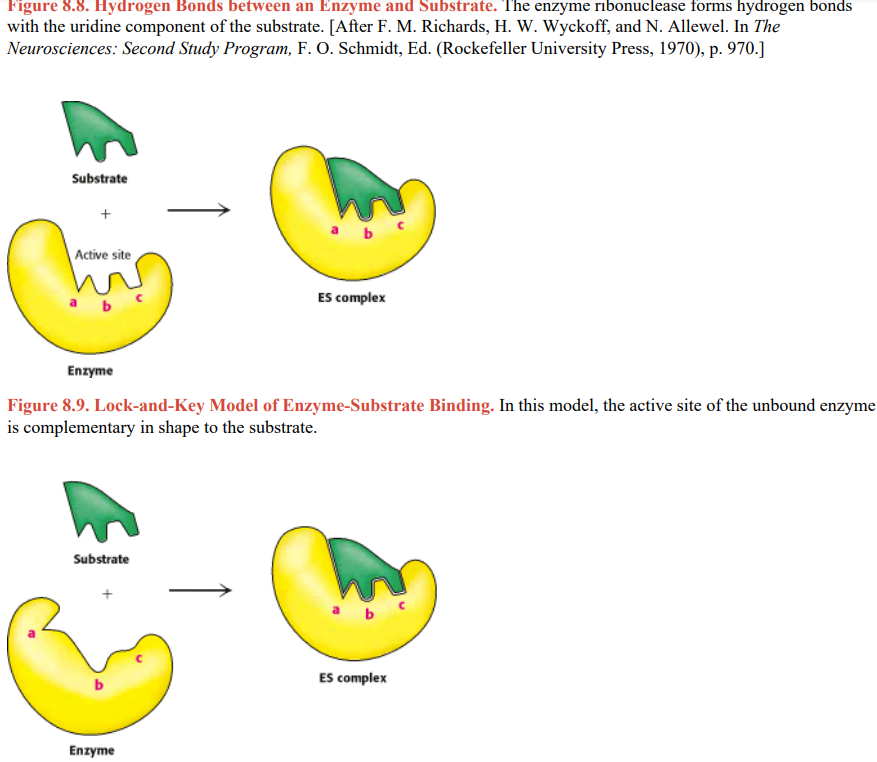 Figure 8.8. Hydrogen Bonds between an Enzyme and Substrate. The enzyme ribonuclease forms hydrogen bonds
with the uridine component of the substrate. [After F. M. Richards, H. W. Wyckoff, and N. Allewel. In The
Neurosciences: Second Study Program, F. O. Schmidt, Ed. (Rockefeller University Press, 1970), p. 970.]
Substrate
+
Active site
a b c
Enzyme
a b c
ES complex
Figure 8.9. Lock-and-Key Model of Enzyme-Substrate Binding. In this model, the active site of the unbound enzyme
is complementary in shape to the substrate.
Substrate
+
a
c
b
Enzyme
a b c
ES complex